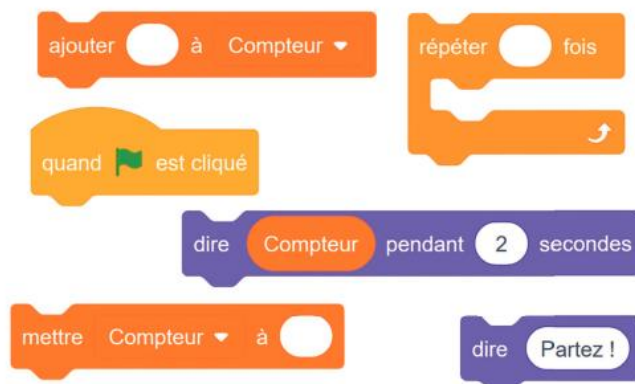 ajouter à Compteur
répéter fois
quand est cliqué
dire Compteur pendant 2 secondes
mettre Compteur à
dire Partez !